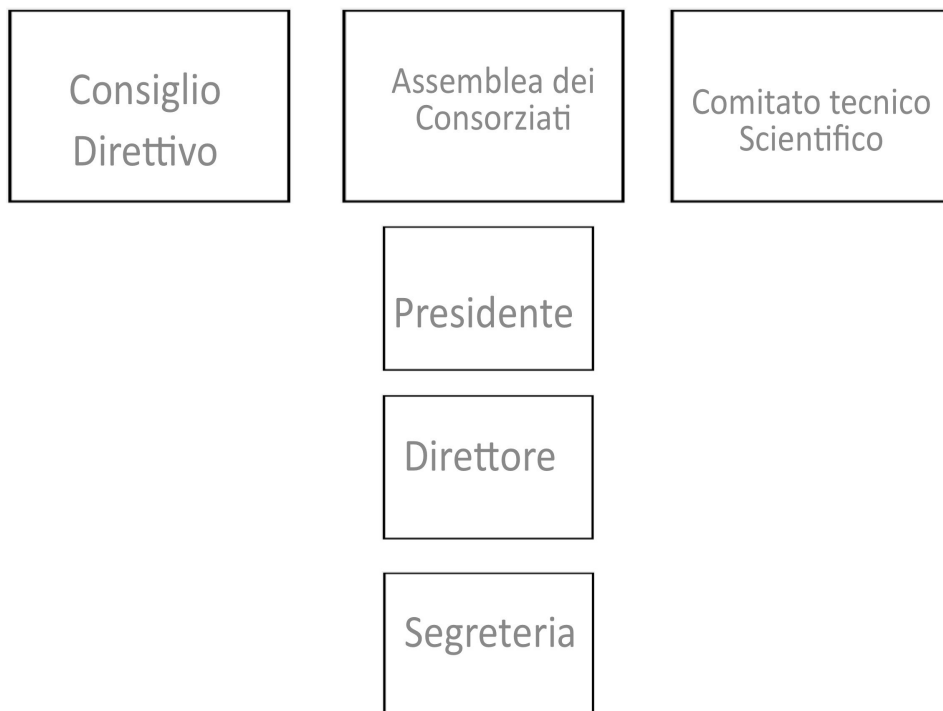 Consiglio
Direttivo
Assemblea dei
Consorziati
Comitato tecnico
Scientifico
Presidente
Direttore
Segreteria